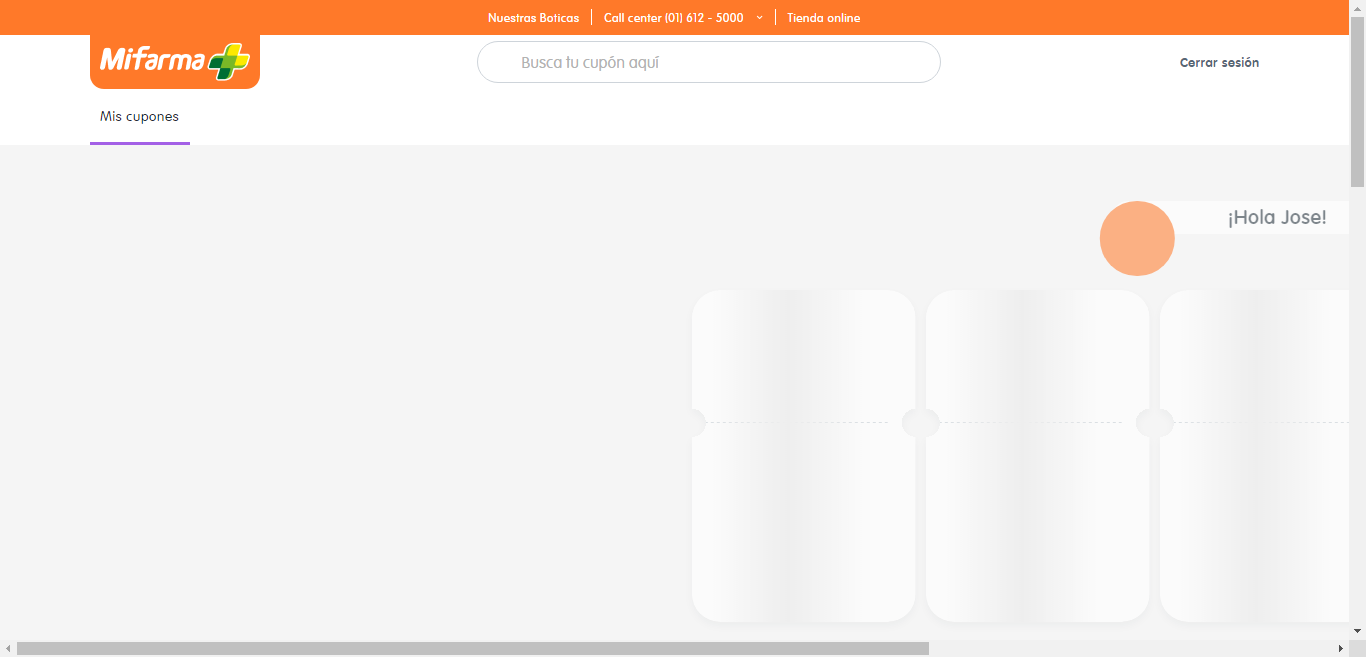 Nuestras Boticas
Call center (01) 612 - 5000
Tienda online
Mifarma
Busca tu cupón aquí
Cerrar sesión
Mis cupones
¡Hola Jose!